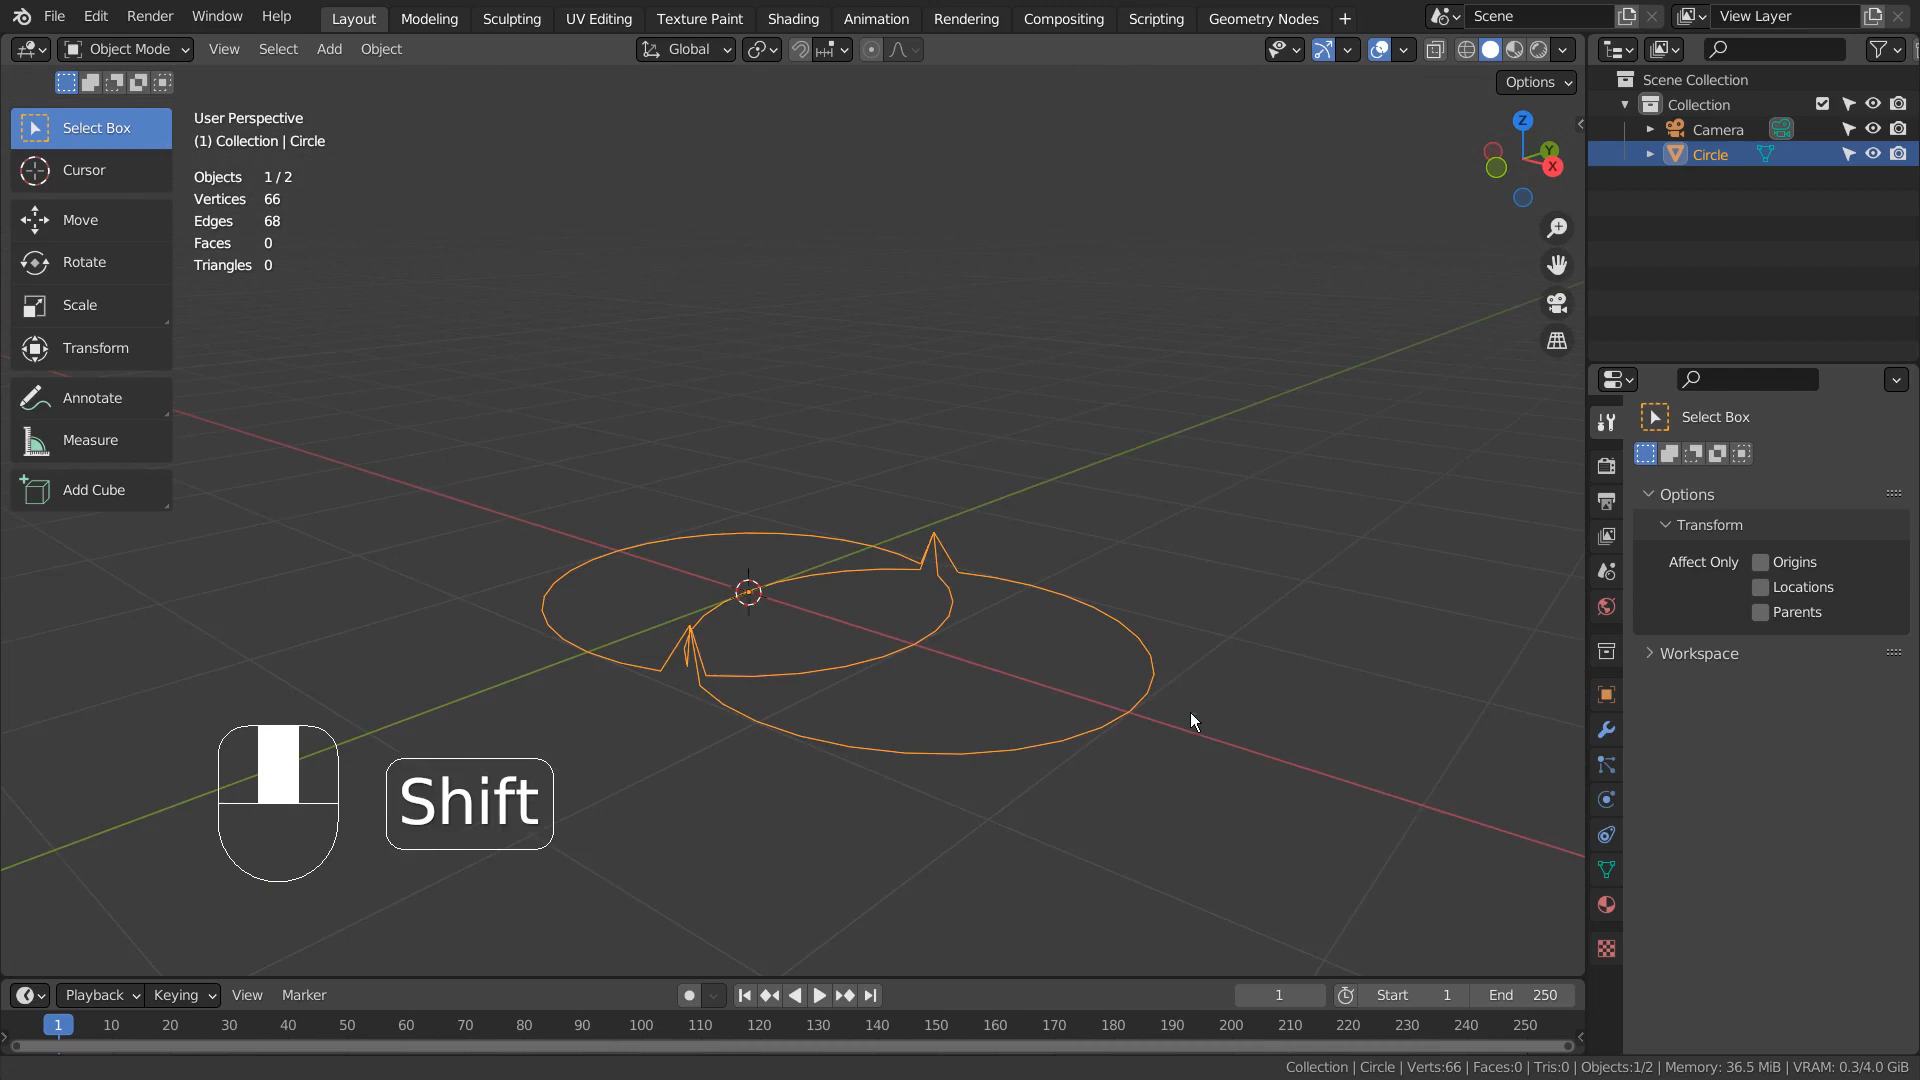 File Edit Render Window Help Layout Modeling Sculpting UV Editing Texture Paint Shading Animation Rendering Compositing Scripting Geometry Nodes + Scene View Layer
Object Mode View Select Add Object Global
Options
Select Box
Cursor
Move
Rotate
Scale
Transform
Annotate
Measure
Add Cube
User Perspective
(1) Collection | Circle
Objects 1 / 2
Vertices 66
Edges 68
Faces 0
Triangles 0
Z
Y
X
Shift
Scene Collection
Collection
Camera
Circle
Select Box
Options
Transform
Affect Only Origins
Locations
Parents
Workspace
Playback Keying View Marker 1 Start 1 End 250
1 10 20 30 40 50 60 70 80 90 100 110 120 130 140 150 160 170 180 190 200 210 220 230 240 250
Collection | Circle | Verts:66 | Faces:0 | Tris:0 | Objects:1/2 | Memory: 36.5 MiB | VRAM: 0.3/4.0 GiB